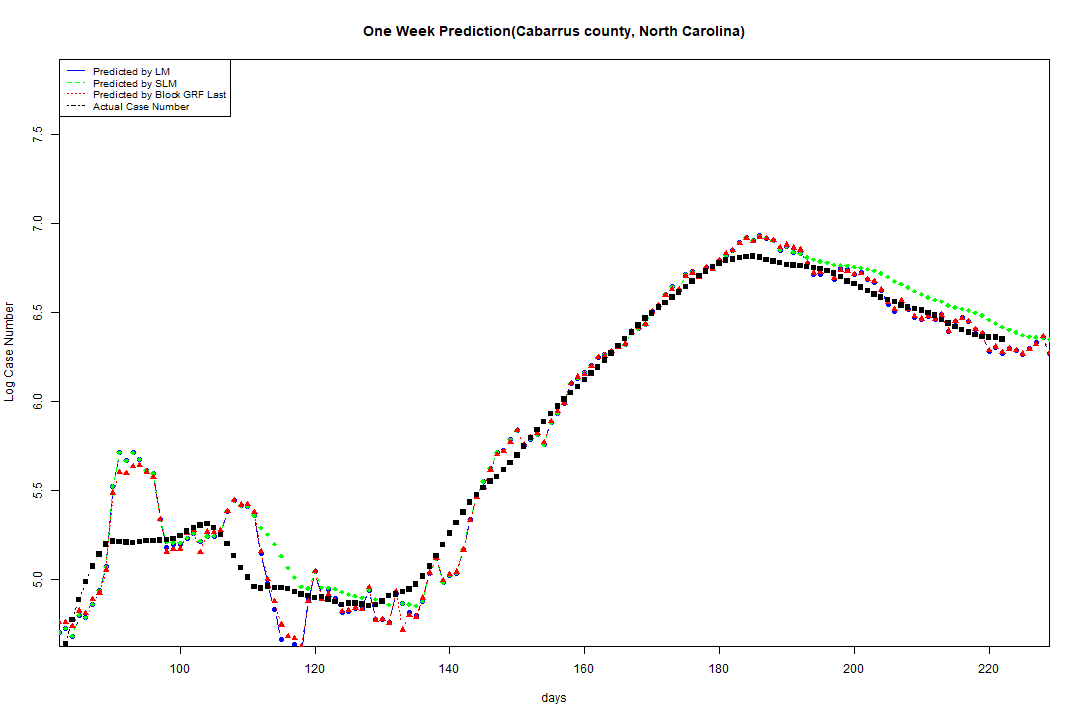 One Week Prediction(Cabarrus county, North Carolina)
Predicted by LM
Predicted by SLM
Predicted by Block GRF Last
Actual Case Number
7.5
7.0
6.5
6.0
5.5
5.0
Log Case Number
100 120 140 160 180 200 220
days